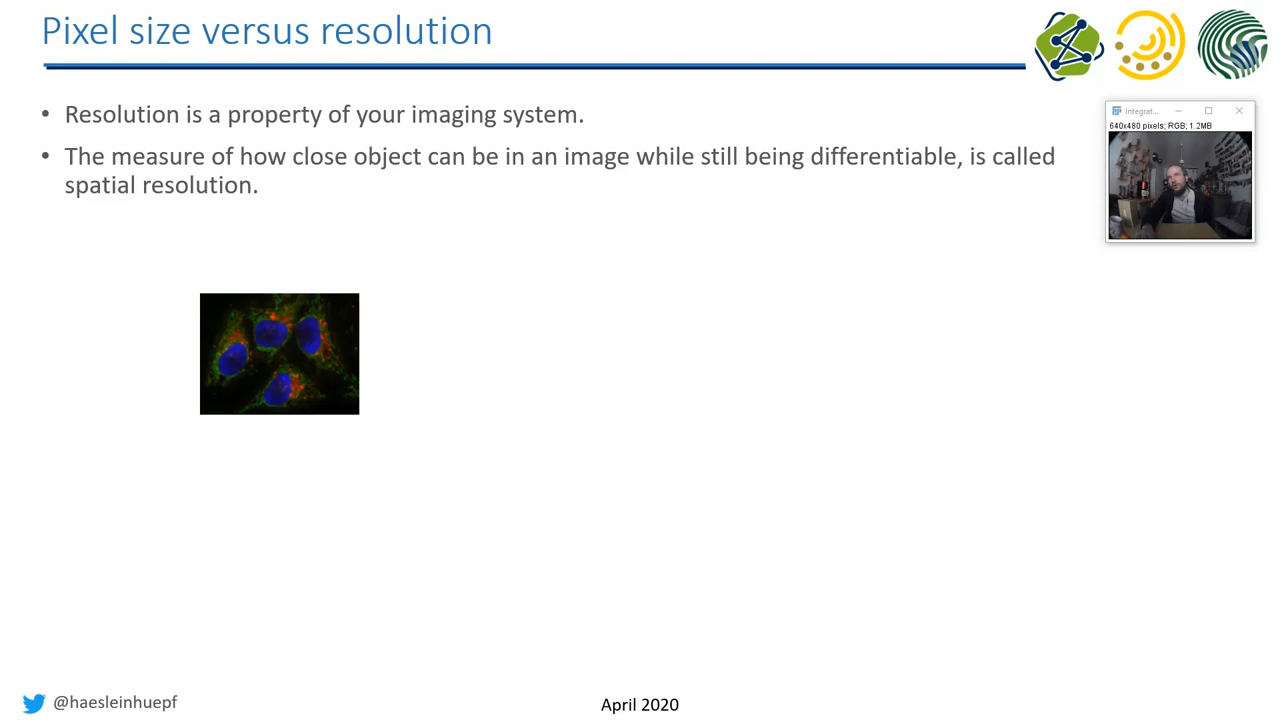 Pixel size versus resolution
• Resolution is a property of your imaging system.
• The measure of how close object can be in an image while still being differentiable, is called
spatial resolution.
Integrat...
640x480 pixels; RGB; 1.2MB
@haesleinhuepf
April 2020